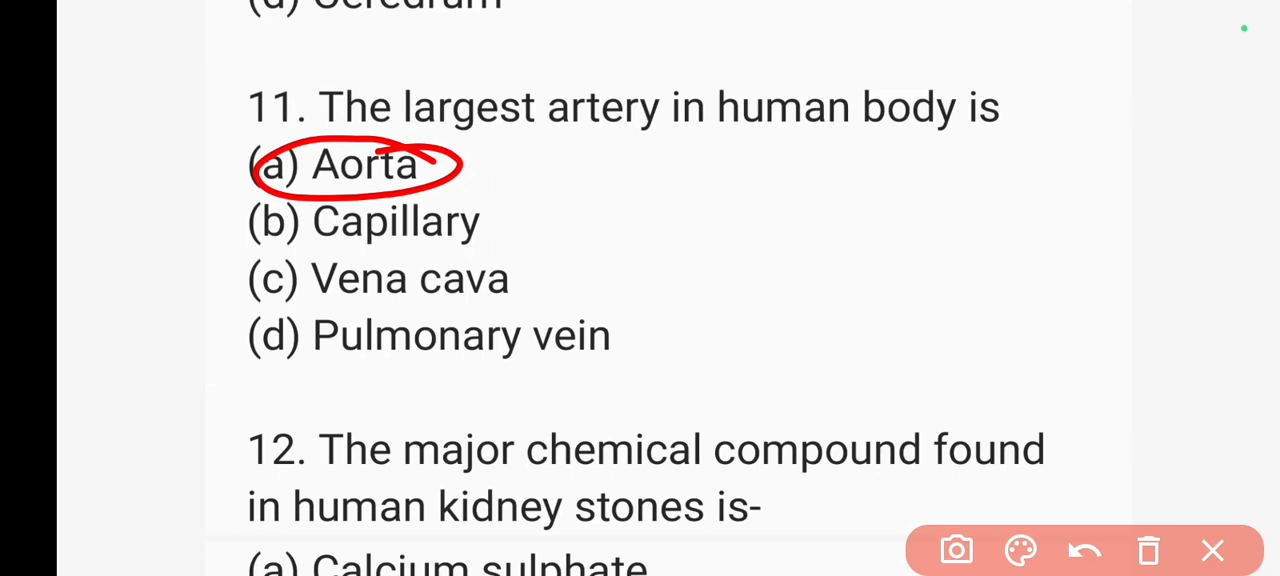 11. The largest artery in human body is
(a) Aorta
(b) Capillary
(c) Vena cava
(d) Pulmonary vein
12. The major chemical compound found
in human kidney stones is-
(a) Calcium sulphate